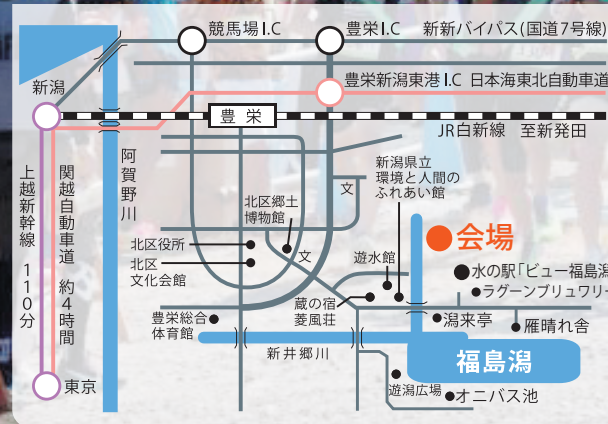 競馬場I.C
豊栄I.C
新新バイパス(国道7号線)
豊栄新潟東港I.C 日本海東北自動車道
新潟
豊栄
JR白新線 至新発田
阿賀野川
上越新幹線 110分
関越自動車道 約4時間
新潟県立
環境と人間の
ふれあい館
文
北区郷土
博物館
北区役所
北区
文化会館
文
遊水館
会場
水の駅「ビュー福島潟
ラグーンブリュワリー
蔵の宿
菱風荘
豊栄総合
体育館
潟来亭
雁晴れ舎
新井郷川
福島潟
東京
遊潟広場
オニバス池